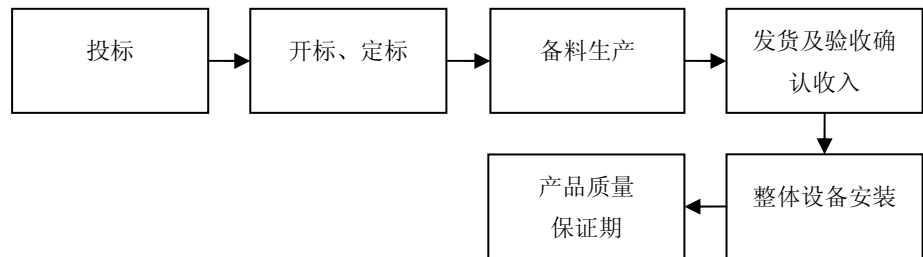 投标
开标、定标
备料生产
发货及验收确
认收入
整体设备安装
产品质量
保证期